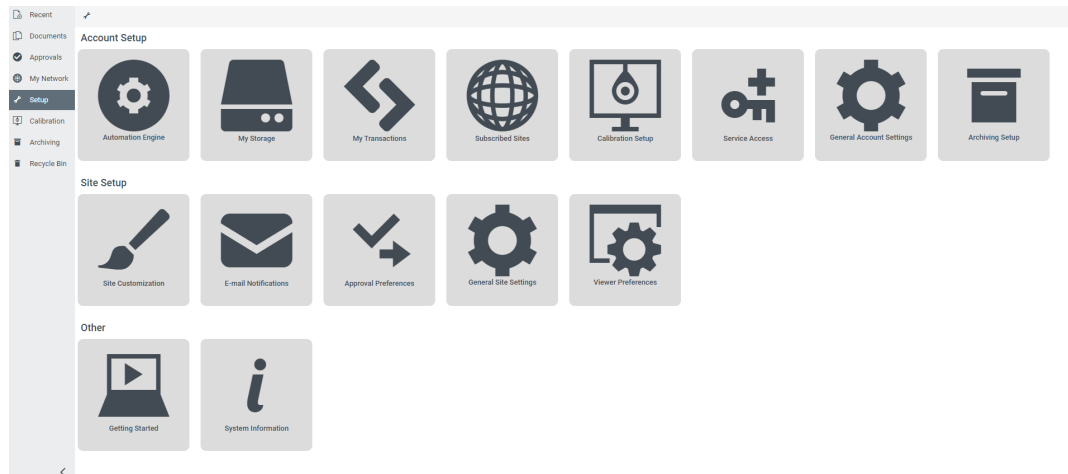 Recent
Documents
Approvals
My Network
Setup
Calibration
Archiving
Recycle Bin
Account Setup
Automation Engine
My Storage
My Transactions
Subscribed Sites
Calibration Setup
Service Access
General Account Settings
Archiving Setup
Site Setup
Site Customization
E-mail Notifications
Approval Preferences
General Site Settings
Viewer Preferences
Other
Getting Started
System Information